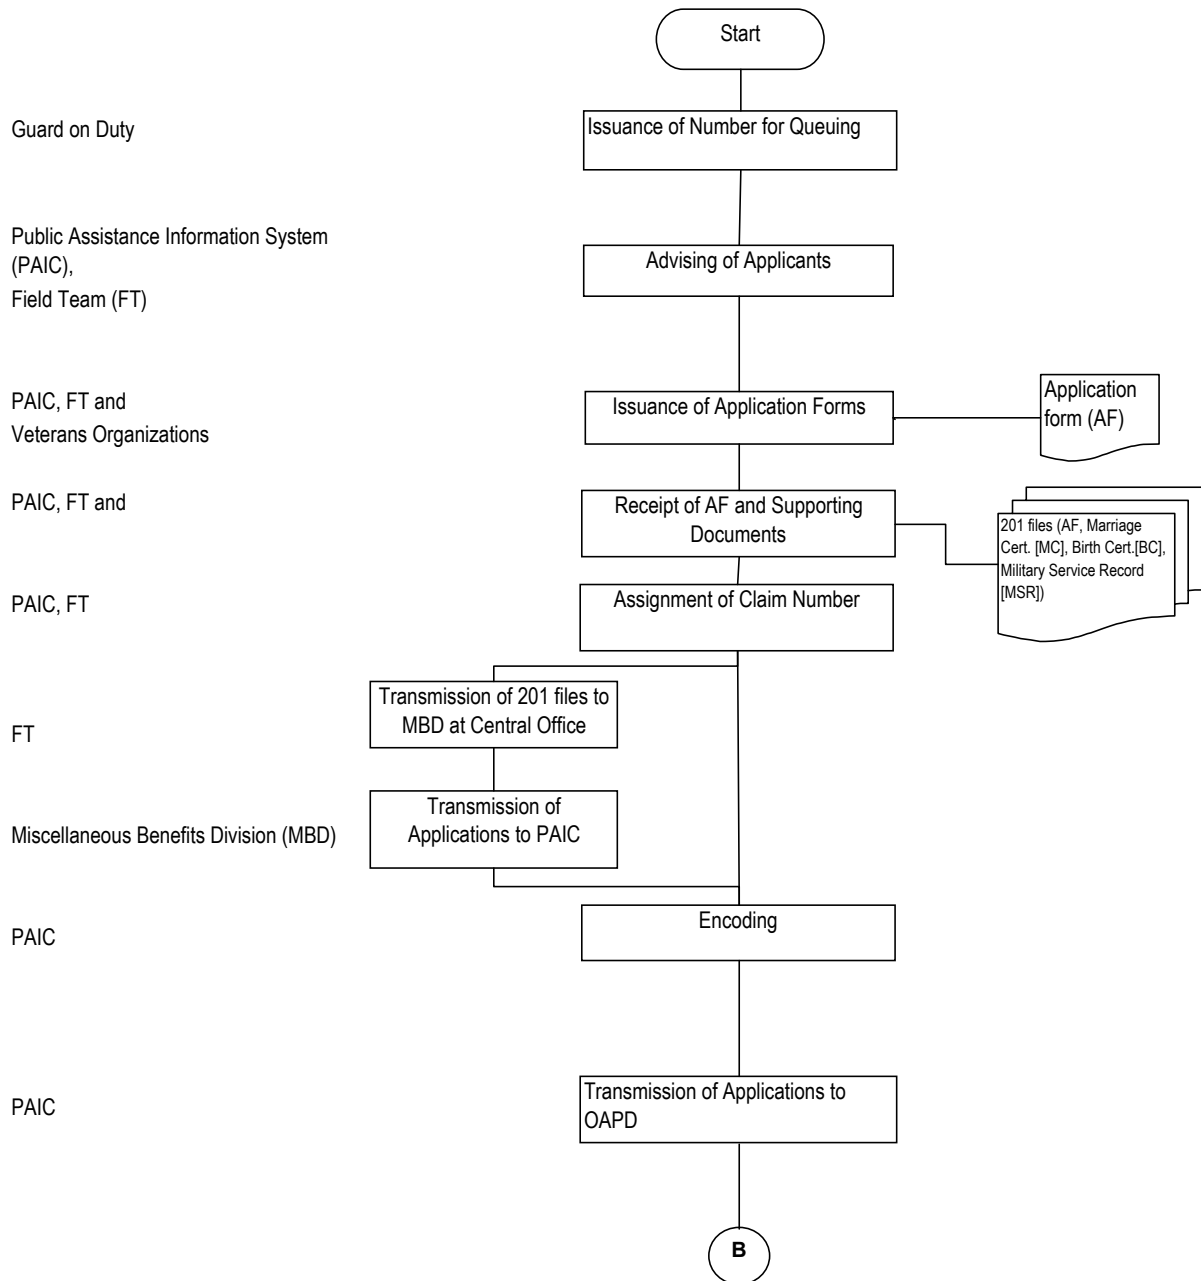 Start
Guard on Duty
Issuance of Number for Queuing
Public Assistance Information System
(PAIC),
Field Team (FT)
Advising of Applicants
PAIC, FT and
Veterans Organizations
Issuance of Application Forms
Application
form (AF)
PAIC, FT and
Receipt of AF and Supporting
Documents
201 files (AF, Marriage
Cert. [MC], Birth Cert.[BC],
Military Service Record
[MSR])
PAIC, FT
Assignment of Claim Number
FT
Transmission of 201 files to
MBD at Central Office
Miscellaneous Benefits Division (MBD)
Transmission of
Applications to PAIC
PAIC
Encoding
PAIC
Transmission of Applications to
OAPD
B